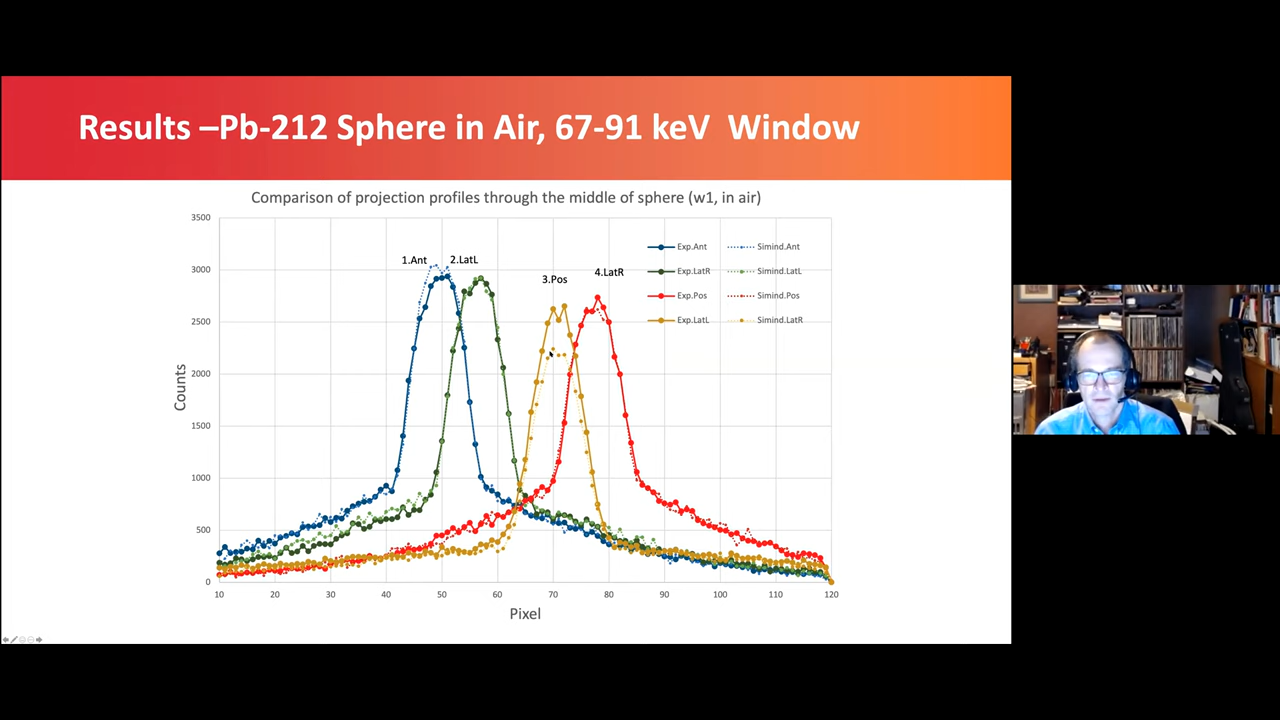 Results –Pb-212 Sphere in Air, 67-91 keV Window
Comparison of projection profiles through the middle of sphere (w1, in air)
3500
3000
2500
2000
1500
1000
500
0
Counts
1.Ant
2.LatL
3.Pos
4.LatR
Exp.Ant
Simind.Ant
Exp.LatR
Simind.LatL
Exp.Pos
Simind.Pos
Exp.LatL
Simind.LatR
10 20 30 40 50 60 70 80 90 100 110 120
Pixel